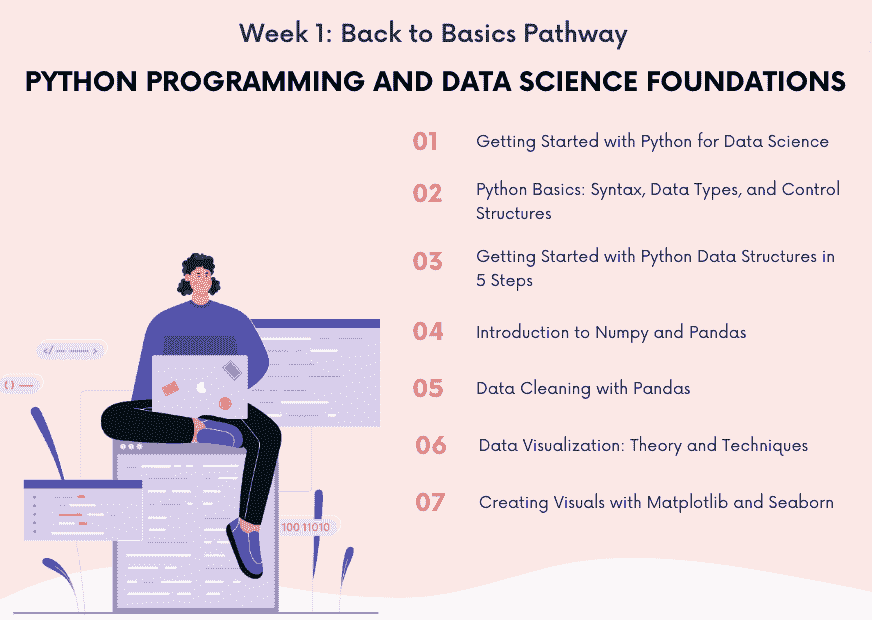 Week 1: Back to Basics Pathway
PYTHON PROGRAMMING AND DATA SCIENCE FOUNDATIONS
01 Getting Started with Python for Data Science
02 Python Basics: Syntax, Data Types, and Control
Structures
03 Getting Started with Python Data Structures in
5 Steps
04 Introduction to Numpy and Pandas
05 Data Cleaning with Pandas
06 Data Visualization: Theory and Techniques
07 Creating Visuals with Matplotlib and Seaborn
</> 
()
100 11010